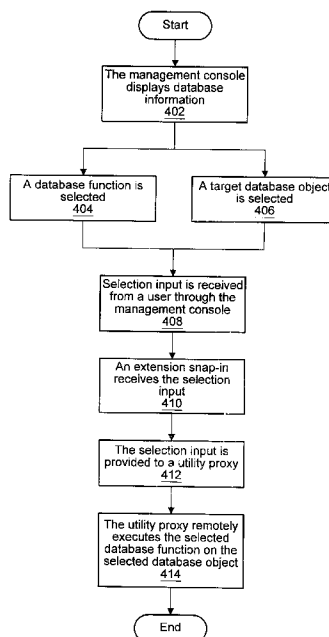 Start
The management console
displays database
information
402
A database function is
selected
404
A target database object
is selected
406
Selection input is received
from a user through the
management console
408
An extension snap-in
receives the selection
input
410
The selection input is
provided to a utility proxy
412
The utility proxy remotely
executes the selected
database function on the
selected database object
414
End